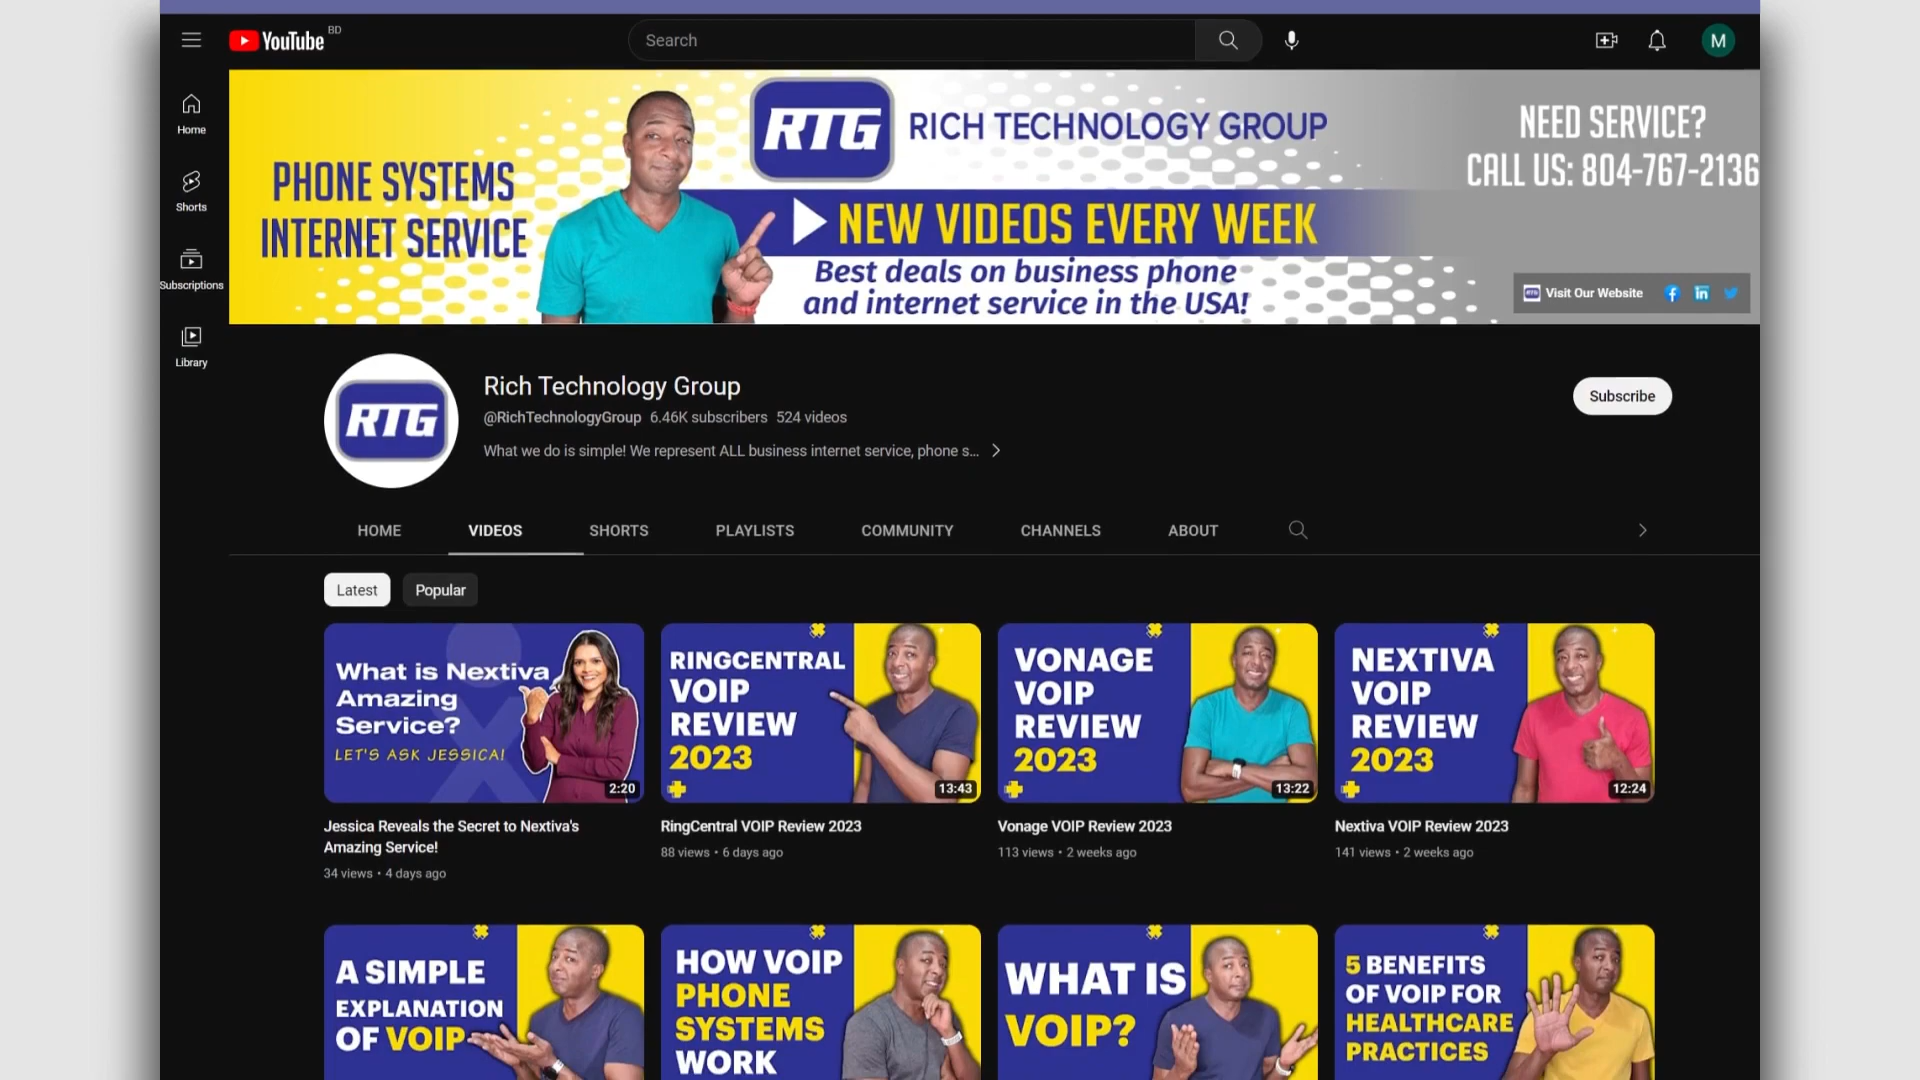 YouTube BD
Search
M
Home
Shorts
Subscriptions
Library
PHONE SYSTEMS
INTERNET SERVICE
RTG
RICH TECHNOLOGY GROUP
NEW VIDEOS EVERY WEEK
Best deals on business phone
and internet service in the USA!
NEED SERVICE?
CALL US: 804-767-2136
RTG Visit Our Website
RTG
Rich Technology Group
@RichTechnologyGroup 6.46K subscribers 524 videos
What we do is simple! We represent ALL business internet service, phone s...
Subscribe
HOME VIDEOS SHORTS PLAYLISTS COMMUNITY CHANNELS ABOUT
Latest Popular
What is Nextiva
Amazing
Service?
LET'S ASK JESSICA!
2:20
Jessica Reveals the Secret to Nextiva's
Amazing Service!
34 views • 4 days ago
RINGCENTRAL
VOIP
REVIEW
2023
13:43
RingCentral VOIP Review 2023
88 views • 6 days ago
VONAGE
VOIP
REVIEW
2023
13:22
Vonage VOIP Review 2023
113 views • 2 weeks ago
NEXTIVA
VOIP
REVIEW
2023
12:24
Nextiva VOIP Review 2023
141 views • 2 weeks ago
A SIMPLE
EXPLANATION
OF VOIP
HOW VOIP
PHONE
SYSTEMS
WORK
WHAT IS
VOIP?
5 BENEFITS
OF VOIP FOR
HEALTHCARE
PRACTICES